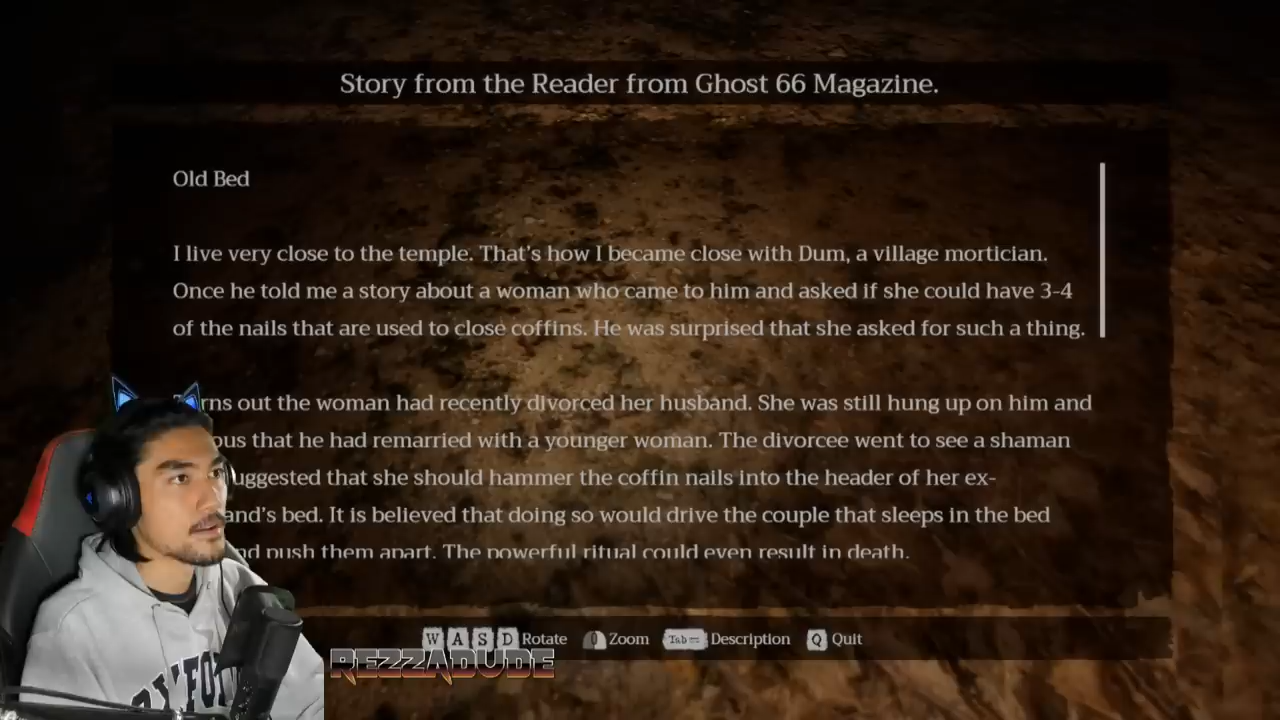 Story from the Reader from Ghost 66 Magazine.
Old Bed
I live very close to the temple. That's how I became close with Dum, a village mortician.
Once he told me a story about a woman who came to him and asked if she could have 3-4
of the nails that are used to close coffins. He was surprised that she asked for such a thing.
rns out the woman had recently divorced her husband. She was still hung up on him and
ous that he had remarried with a younger woman. The divorcee went to see a shaman
uggested that she should hammer the coffin nails into the header of her ex-
and's bed. It is believed that doing so would drive the couple that sleeps in the bed
nd push them apart. The powerful ritual could even result in death.
W A S D Rotate Zoom Tab Description Q Quit
REZZADUDE